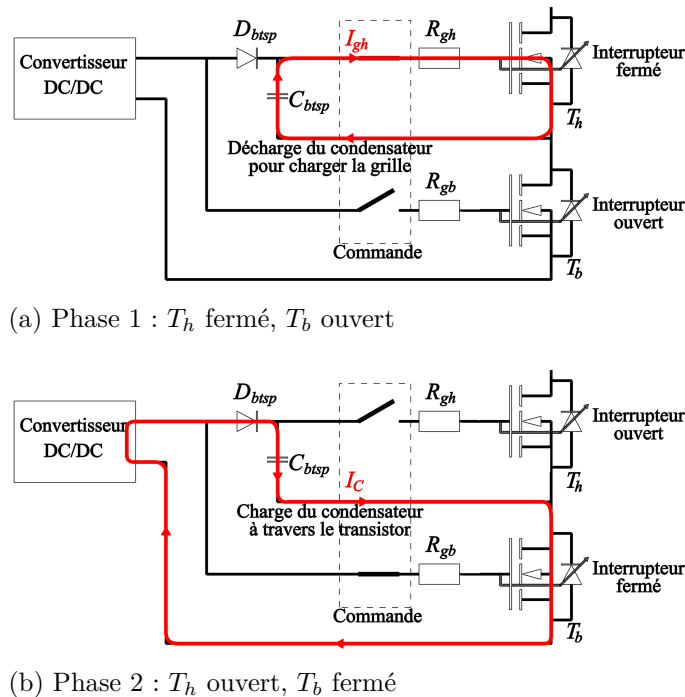 D_btsp
I_gh
R_gh
Convertisseur
DC/DC
Interrupteur
fermé
C_btsp
T_h
Décharge du condensateur
pour charger la grille
R_gb
Interrupteur
ouvert
Commande
T_b
(a) Phase 1 : T_h fermé, T_b ouvert
D_btsp
R_gh
Convertisseur
DC/DC
Interrupteur
ouvert
C_btsp
I_C
T_h
Charge du condensateur
à travers le transistor
R_gb
Interrupteur
fermé
Commande
T_b
(b) Phase 2 : T_h ouvert, T_b fermé